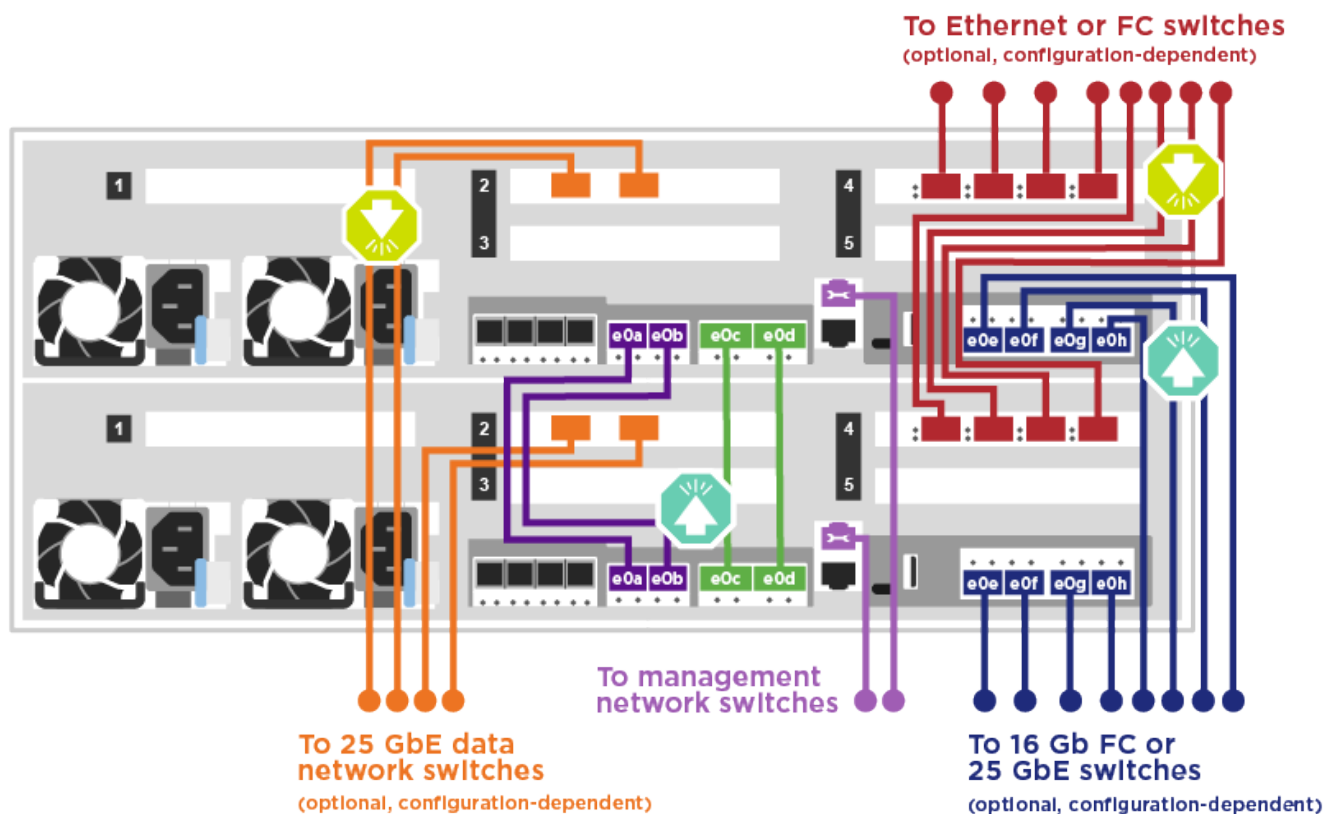 To Ethernet or FC switches
(optional, configuration-dependent)
1
2
4
3
5
e0a e0b e0c e0d
e0e e0f e0g e0h
1
2
4
3
5
e0a e0b e0c e0d
e0e e0f e0g e0h
To management
network switches
To 25 GbE data
network switches
(optional, configuration-dependent)
To 16 Gb FC or
25 GbE switches
(optional, configuration-dependent)